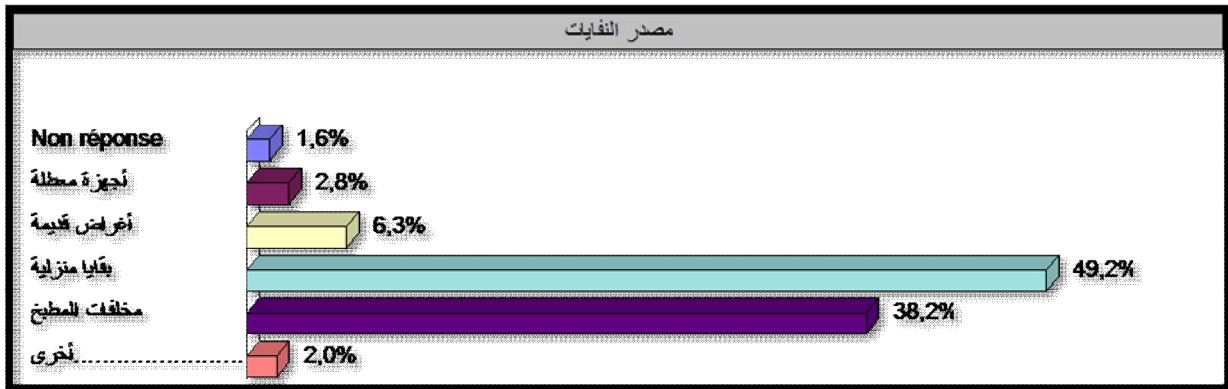 مصدر النفايات
Non réponse 1,6%
أجهزة معطلة 2,8%
أغراض قديمة 6,3%
بقايا منزلية 49,2%
مخلفات المطبخ 38,2%
أخرى 2,0%